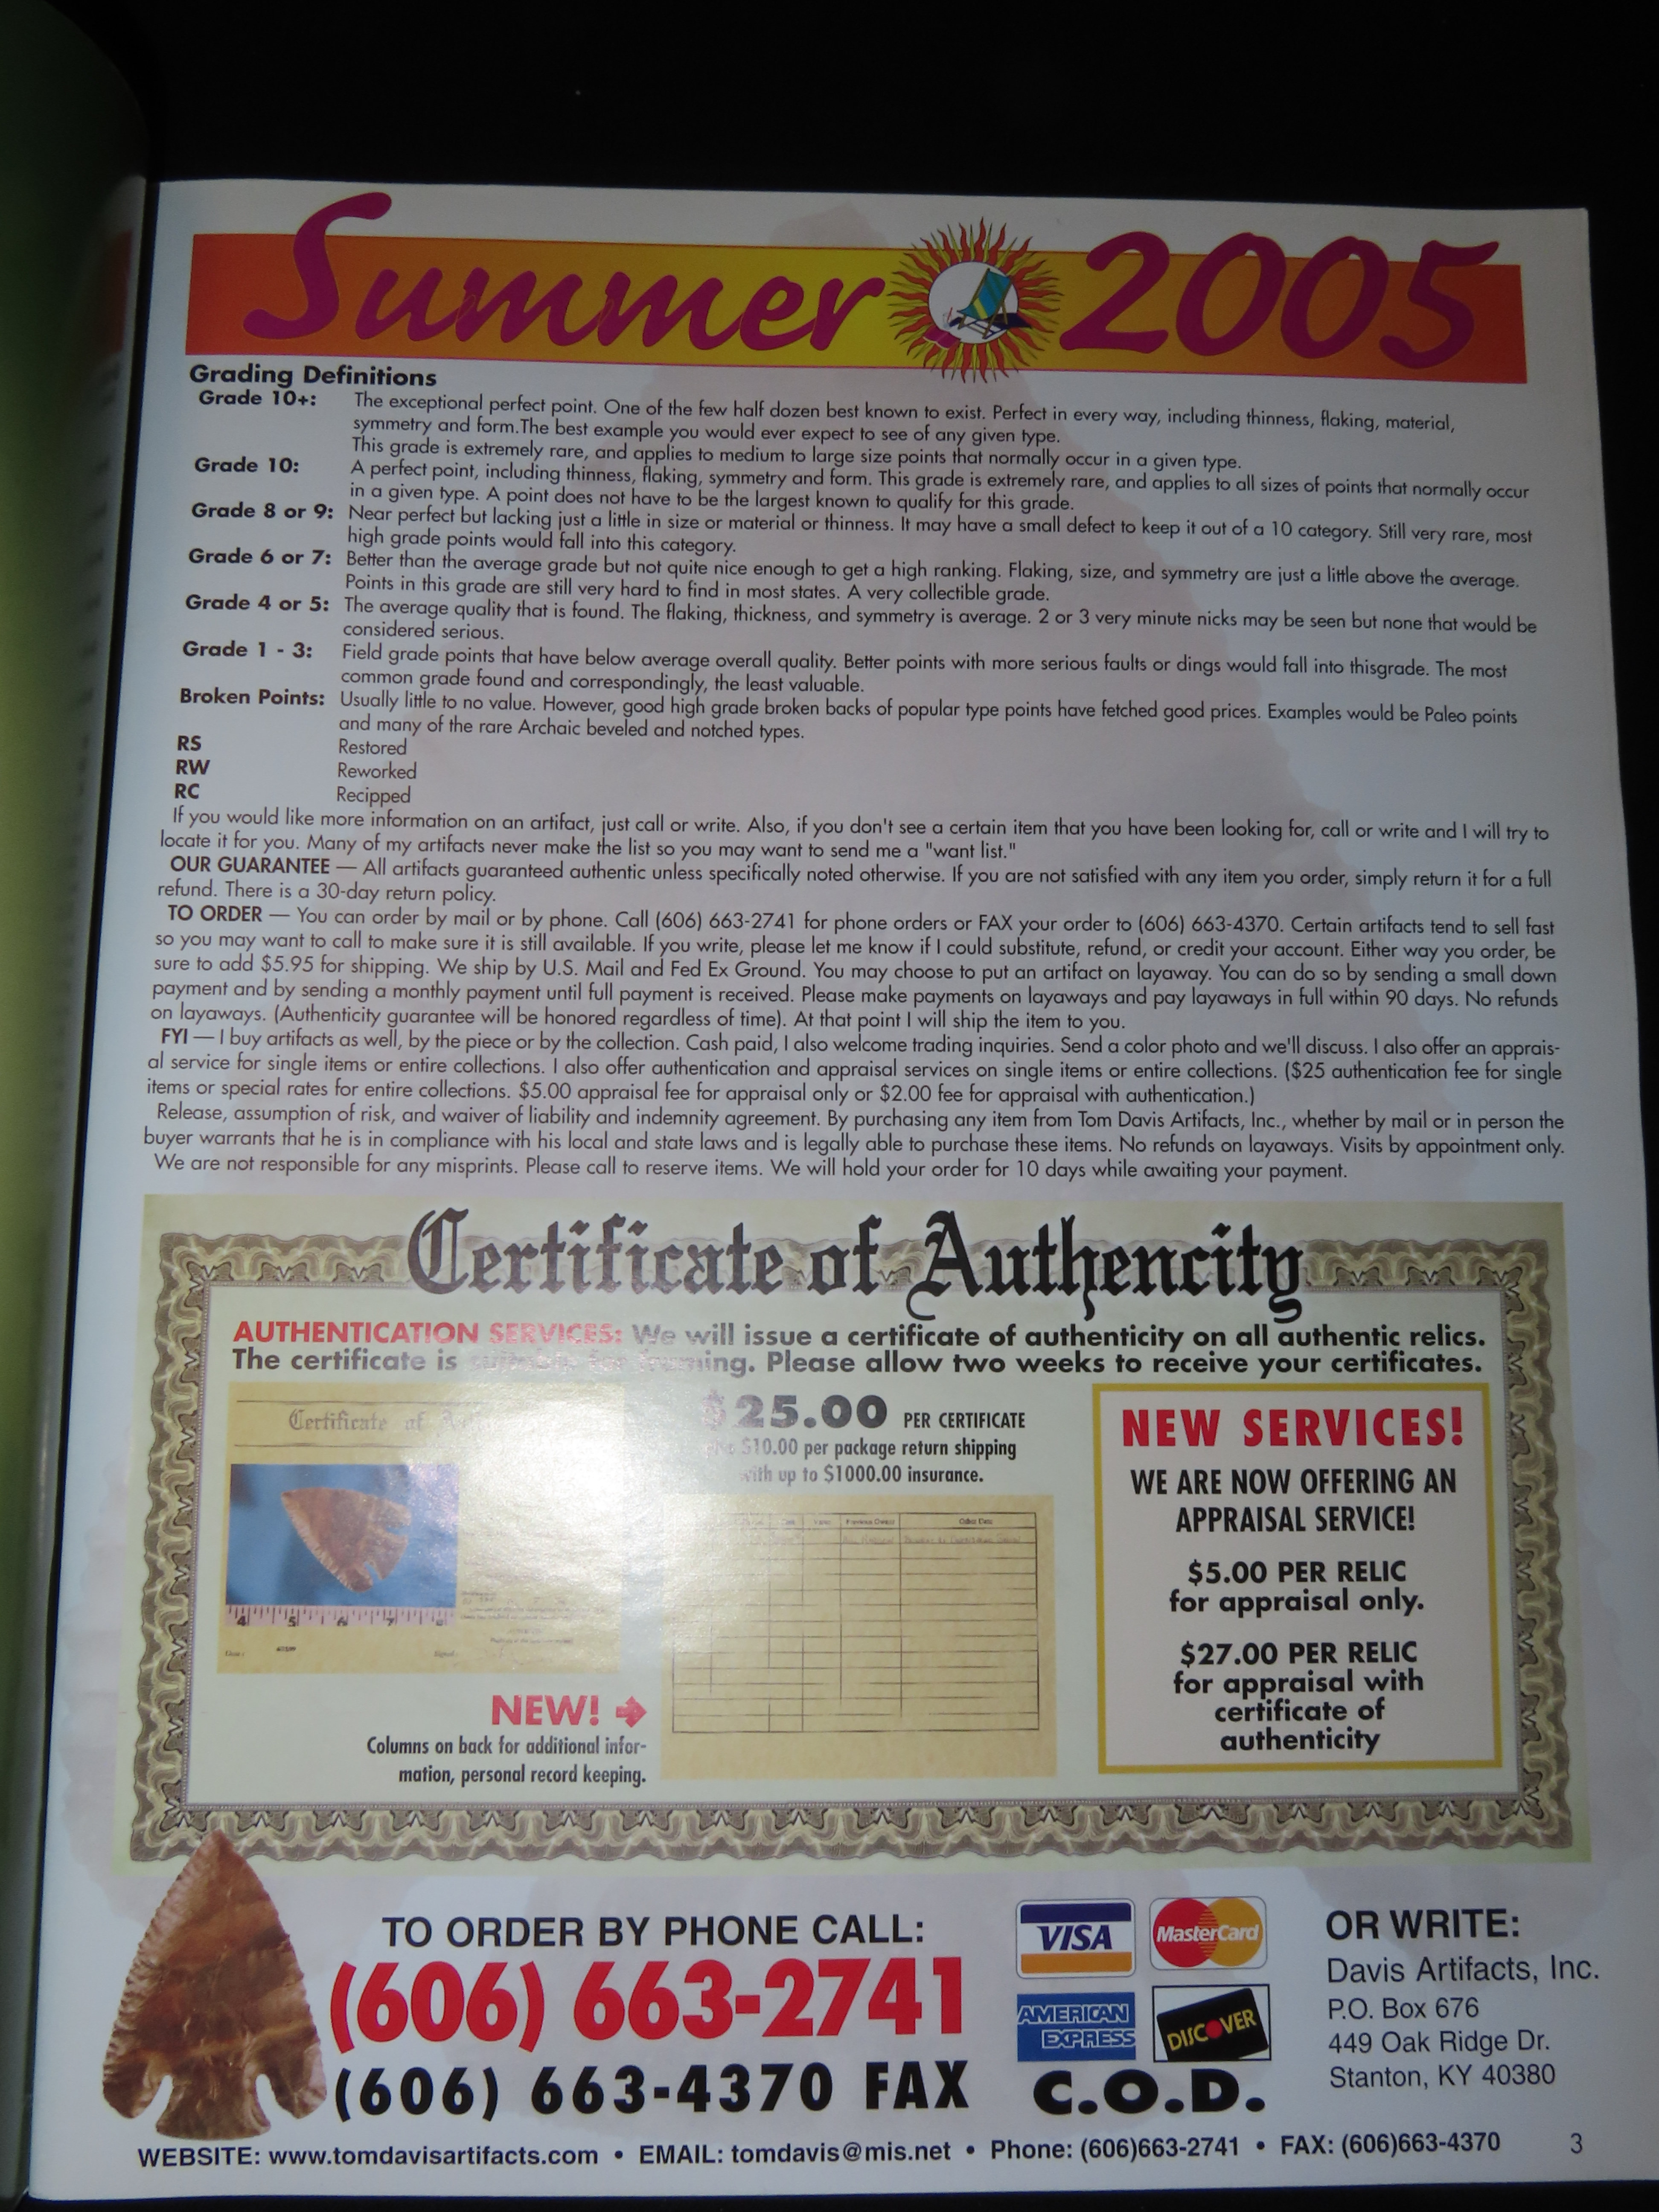 Summer 2005
Grading Definitions
Grade 10+: The exceptional perfect point. One of the few half dozen best known to exist. Perfect in every way, including thinness, flaking, material,
symmetry and form.The best example you would ever expect to see of any given type.
This grade is extremely rare, and applies to medium to large size points that normally occur in a given type.
Grade 10: A perfect point, including thinness, flaking, symmetry and form. This grade is extremely rare, and applies to all sizes of points that normally occur
in a given type. A point does not have to be the largest known to qualify for this grade.
Grade 8 or 9: Near perfect but lacking just a little in size or material or thinness. It may have a small defect to keep it out of a 10 category. Still very rare, most
high grade points would fall into this category.
Grade 6 or 7: Better than the average grade but not quite nice enough to get a high ranking. Flaking, size, and symmetry are just a little above the average.
Points in this grade are still very hard to find in most states. A very collectible grade.
Grade 4 or 5: The average quality that is found. The flaking, thickness, and symmetry is average. 2 or 3 very minute nicks may be seen but none that would be
considered serious.
Grade 1 - 3: Field grade points that have below average overall quality. Better points with more serious faults or dings would fall into thisgrade. The most
common grade found and correspondingly, the least valuable.
Broken Points: Usually little to no value. However, good high grade broken backs of popular type points have fetched good prices. Examples would be Paleo points
and many of the rare Archaic beveled and notched types.
RS Restored
RW Reworked
RC Recipped
If you would like more information on an artifact, just call or write. Also, if you don't see a certain item that you have been looking for, call or write and I will try to
locate it for you. Many of my artifacts never make the list so you may want to send me a "want list."
OUR GUARANTEE — All artifacts guaranteed authentic unless specifically noted otherwise. If you are not satisfied with any item you order, simply return it for a full
refund. There is a 30-day return policy.
TO ORDER — You can order by mail or by phone. Call (606) 663-2741 for phone orders or FAX your order to (606) 663-4370. Certain artifacts tend to sell fast
so you may want to call to make sure it is still available. If you write, please let me know if I could substitute, refund, or credit your account. Either way you order, be
sure to add $5.95 for shipping. We ship by U.S. Mail and Fed Ex Ground. You may choose to put an artifact on layaway. You can do so by sending a small down
payment and by sending a monthly payment until full payment is received. Please make payments on layaways and pay layaways in full within 90 days. No refunds
on layaways. (Authenticity guarantee will be honored regardless of time). At that point I will ship the item to you.
FYI — I buy artifacts as well, by the piece or by the collection. Cash paid, I also welcome trading inquiries. Send a color photo and we'll discuss. I also offer an apprais-
al service for single items or entire collections. I also offer authentication and appraisal services on single items or entire collections. ($25 authentication fee for single
items or special rates for entire collections. $5.00 appraisal fee for appraisal only or $2.00 fee for appraisal with authentication.)
Release, assumption of risk, and waiver of liability and indemnity agreement. By purchasing any item from Tom Davis Artifacts, Inc., whether by mail or in person the
buyer warrants that he is in compliance with his local and state laws and is legally able to purchase these items. No refunds on layaways. Visits by appointment only.
We are not responsible for any misprints. Please call to reserve items. We will hold your order for 10 days while awaiting your payment.
Certificate of Authencity
AUTHENTICATION SERVICES: We will issue a certificate of authenticity on all authentic relics.
The certificate is suitable for framing. Please allow two weeks to receive your certificates.
Certificate of
4 5 6 7 8
$25.00 PER CERTIFICATE
$10.00 per package return shipping
with up to $1000.00 insurance.
Date Value Previous Owner Other Data
NEW!
Columns on back for additional infor-
mation, personal record keeping.
NEW SERVICES!
WE ARE NOW OFFERING AN
APPRAISAL SERVICE!
$5.00 PER RELIC
for appraisal only.
$27.00 PER RELIC
for appraisal with
certificate of
authenticity
TO ORDER BY PHONE CALL:
(606) 663-2741
(606) 663-4370 FAX
VISA
MasterCard
AMERICAN EXPRESS
DISCOVER
C.O.D.
OR WRITE:
Davis Artifacts, Inc.
P.O. Box 676
449 Oak Ridge Dr.
Stanton, KY 40380
WEBSITE: www.tomdavisartifacts.com • EMAIL: tomdavis@mis.net • Phone: (606)663-2741 • FAX: (606)663-4370
3